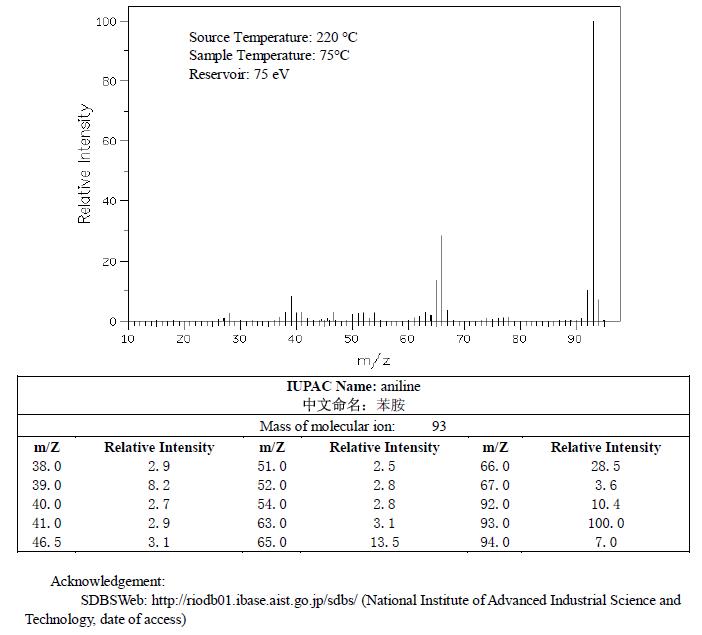 100
80
60
40
20
0
Relative Intensity
Source Temperature: 220 °C
Sample Temperature: 75°C
Reservoir: 75 eV
10 20 30 40 50 60 70 80 90
m/z
IUPAC Name: aniline
中文命名：苯胺
Mass of molecular ion: 93
m/Z Relative Intensity m/Z Relative Intensity m/Z Relative Intensity
38.0 2.9 51.0 2.5 66.0 28.5
39.0 8.2 52.0 2.8 67.0 3.6
40.0 2.7 54.0 2.8 92.0 10.4
41.0 2.9 63.0 3.1 93.0 100.0
46.5 3.1 65.0 13.5 94.0 7.0
Acknowledgement:
SDBSWeb: http://riodb01.ibase.aist.go.jp/sdbs/ (National Institute of Advanced Industrial Science and
Technology, date of access)